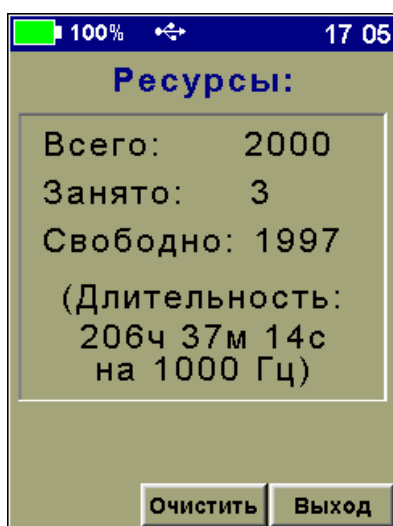 100% 17 05
Ресурсы:
Всего: 2000
Занято: 3
Свободно: 1997
(Длительность:
206ч 37м 14с
на 1000 Гц)
Очистить Выход